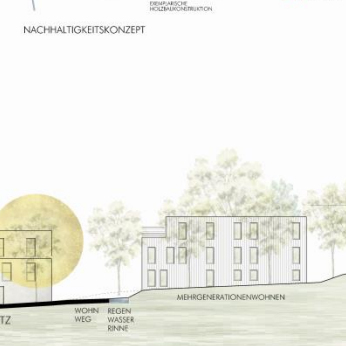 EXEMPLARISCHE
HOLZBAUKONSTRUKTION
NACHHALTIGKEITSKONZEPT
MEHRGENERATIONENWOHNEN
WOHN
WEG
REGEN
WASSER
RINNE
TZ